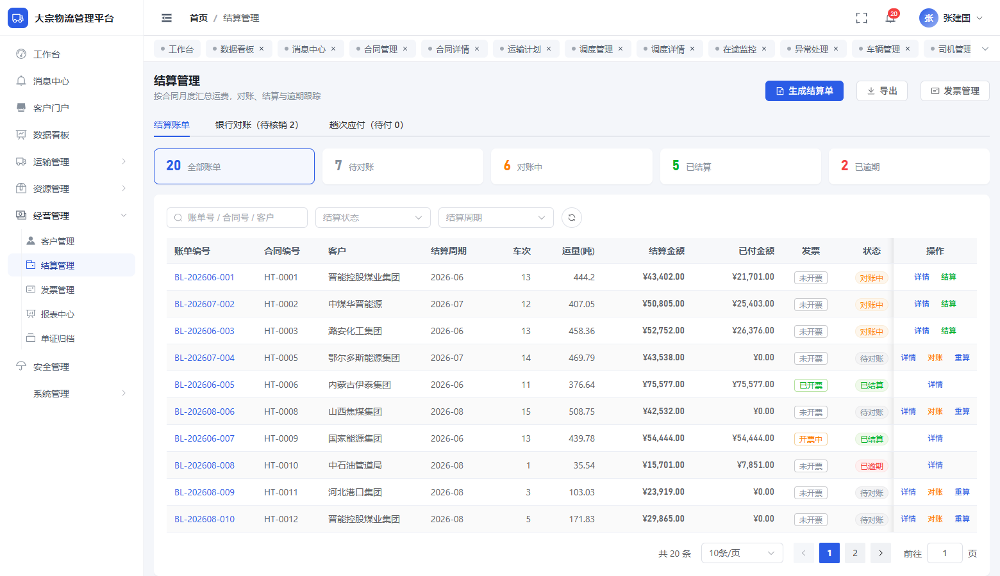 大宗物流管理平台
首页 / 结算管理
20
张 张建国
工作台 数据看板 × 消息中心 × 合同管理 × 合同详情 × 运输计划 × 调度管理 × 调度详情 × 在途监控 × 异常处理 × 车辆管理 × 司机管理
工作台
消息中心
客户门户
数据看板
运输管理
资源管理
经营管理
客户管理
结算管理
发票管理
报表中心
单证归档
安全管理
系统管理
结算管理
按合同月度汇总运费，对账、结算与逾期跟踪
生成结算单 导出 发票管理
结算账单 银行对账（待核销 2） 趟次应付（待付 0）
20 全部账单 7 待对账 6 对账中 5 已结算 2 已逾期
账单号 / 合同号 / 客户 结算状态 结算周期
账单编号 合同编号 客户 结算周期 车次 运量(吨) 结算金额 已付金额 发票 状态 操作
BL-202606-001 HT-0001 晋能控股煤业集团 2026-06 13 444.2 ¥43,402.00 ¥21,701.00 未开票 对账中 详情 结算
BL-202607-002 HT-0002 中煤华晋能源 2026-07 12 407.05 ¥50,805.00 ¥25,403.00 未开票 对账中 详情 结算
BL-202606-003 HT-0003 潞安化工集团 2026-06 13 458.36 ¥52,752.00 ¥26,376.00 未开票 对账中 详情 结算
BL-202607-004 HT-0005 鄂尔多斯能源集团 2026-07 14 469.79 ¥43,538.00 ¥0.00 未开票 待对账 详情 对账 重算
BL-202606-005 HT-0006 内蒙古伊泰集团 2026-06 11 376.64 ¥75,577.00 ¥75,577.00 已开票 已结算 详情
BL-202608-006 HT-0008 山西焦煤集团 2026-08 15 508.75 ¥42,532.00 ¥0.00 未开票 待对账 详情 对账 重算
BL-202606-007 HT-0009 国家能源集团 2026-06 13 439.78 ¥54,444.00 ¥54,444.00 开票中 已结算 详情
BL-202608-008 HT-0010 中石油管道局 2026-08 1 35.54 ¥15,701.00 ¥7,851.00 未开票 已逾期 详情
BL-202608-009 HT-0011 河北港口集团 2026-08 3 103.03 ¥23,919.00 ¥0.00 未开票 待对账 详情 对账 重算
BL-202608-010 HT-0012 晋能控股煤业集团 2026-08 5 171.83 ¥29,865.00 ¥0.00 未开票 待对账 详情 对账 重算
共 20 条 10条/页 1 2 前往 1 页